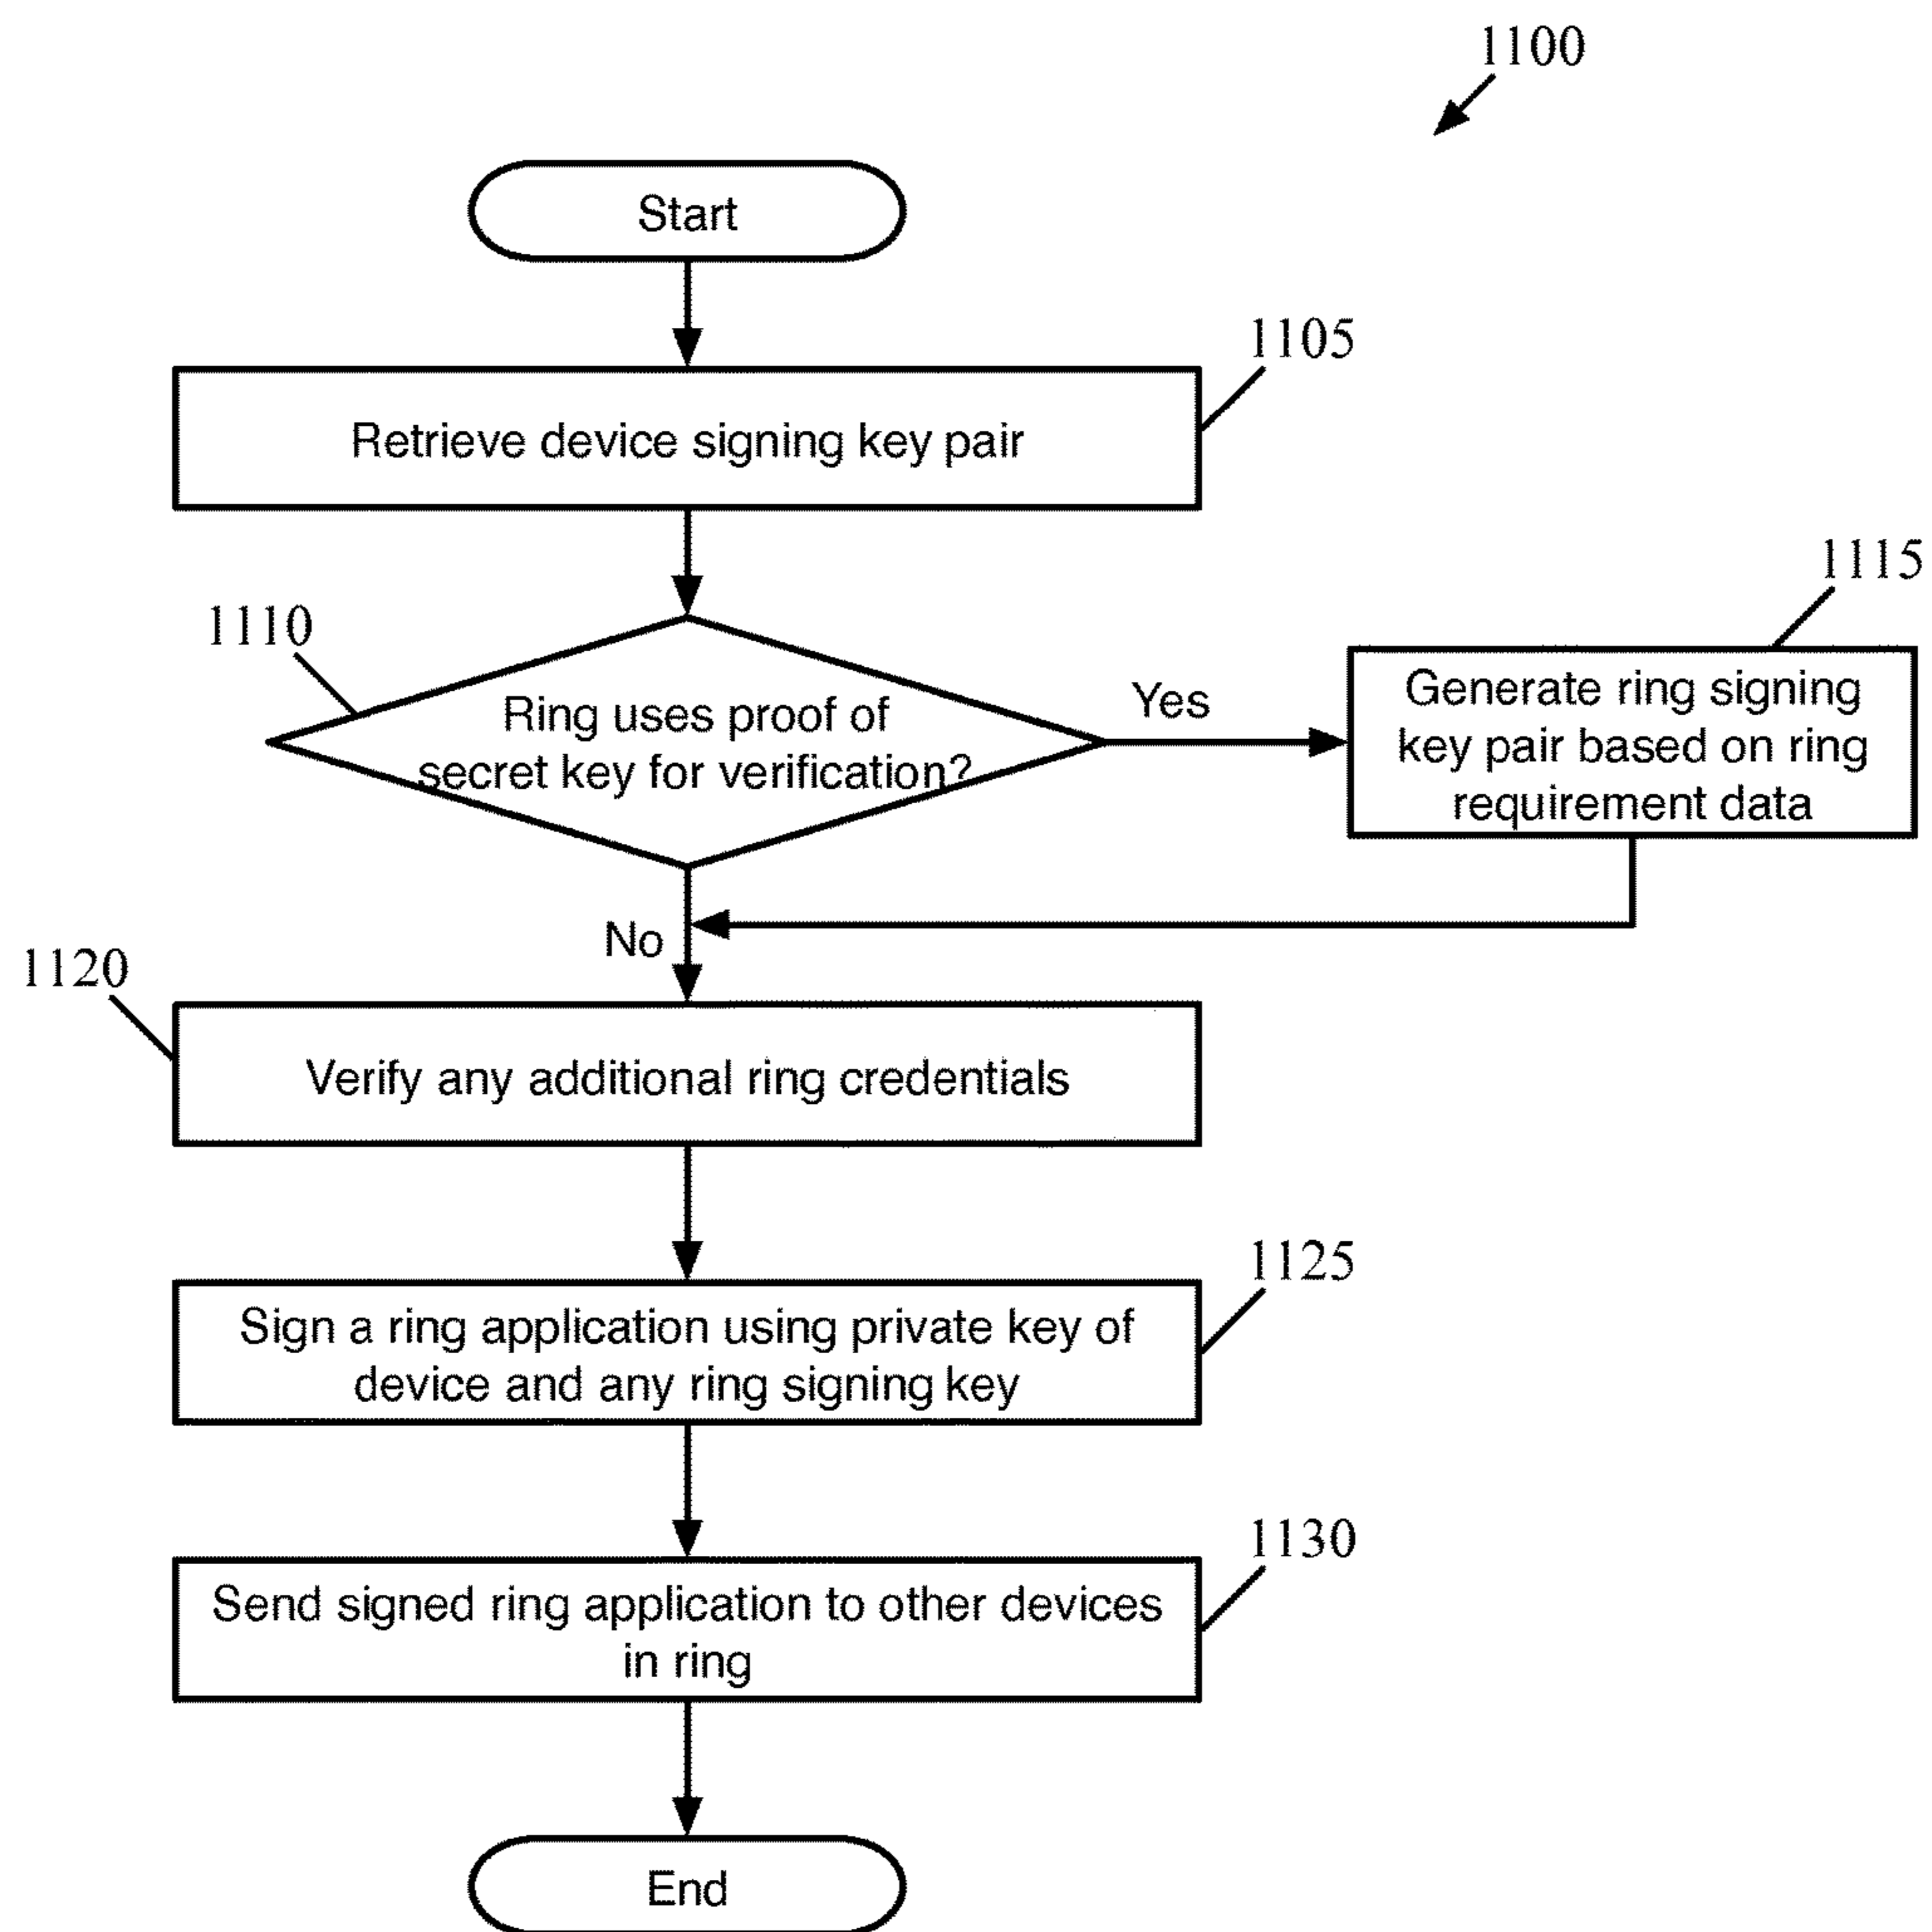 1100
Start
1105
Retrieve device signing key pair
1110
Ring uses proof of
secret key for verification?
Yes
1115
Generate ring signing
key pair based on ring
requirement data
No
1120
Verify any additional ring credentials
1125
Sign a ring application using private key of
device and any ring signing key
1130
Send signed ring application to other devices
in ring
End